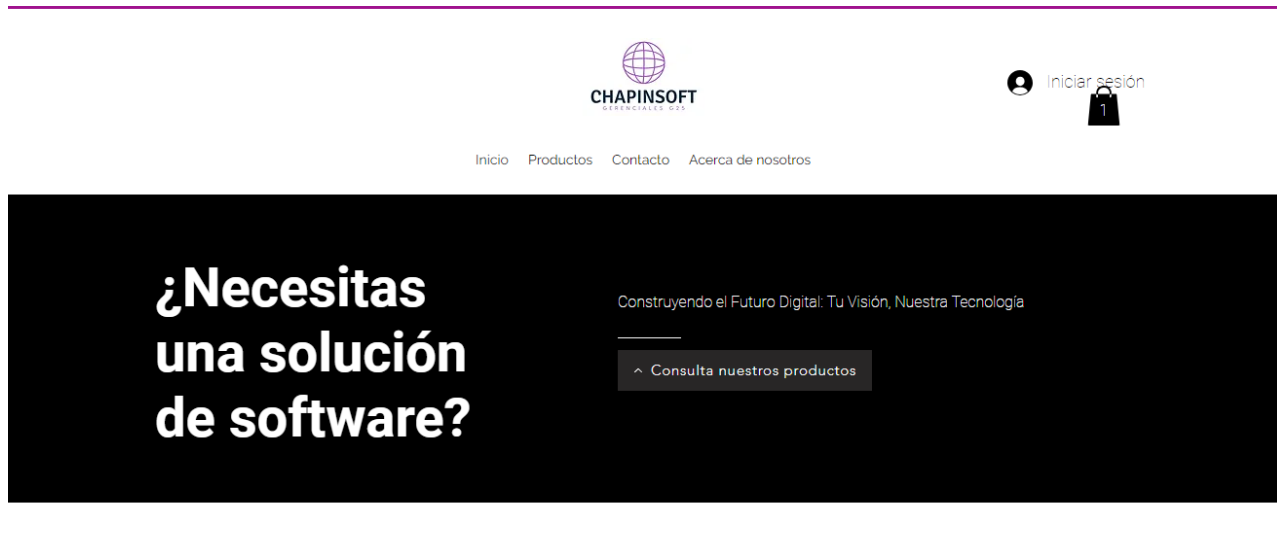 CHAPINSOFT
GERENCIALES G25
Iniciar sesión
1
Inicio Productos Contacto Acerca de nosotros
¿Necesitas
una solución
de software?
Construyendo el Futuro Digital: Tu Visión, Nuestra Tecnología
Consulta nuestros productos